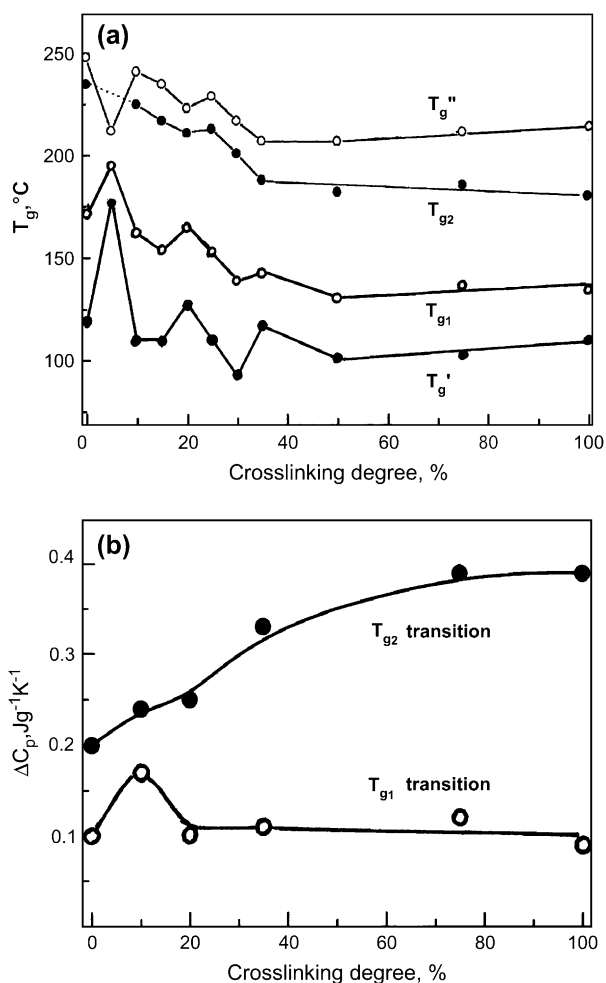 (a)
250
200
150
100
Tg, °C
Tg"
Tg2
Tg1
Tg'
0 20 40 60 80 100
Crosslinking degree, %
(b)
0.4
0.3
0.2
0.1
ΔCp, Jg⁻¹K⁻¹
Tg2 transition
Tg1 transition
0 20 40 60 80 100
Crosslinking degree, %